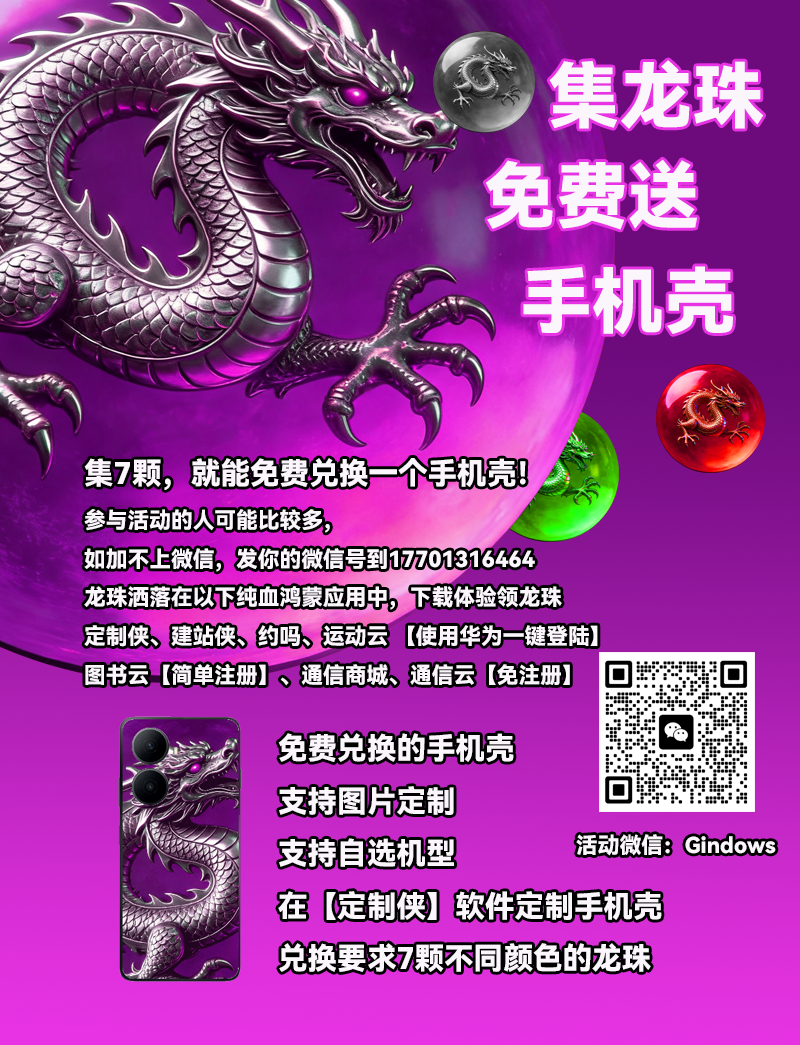 集龙珠
免费送
手机壳
集7颗，就能免费兑换一个手机壳！
参与活动的人可能比较多，
如加不上微信，发你的微信号到17701316464
龙珠洒落在以下纯血鸿蒙应用中，下载体验领龙珠
定制侠、建站侠、约吗、运动云 【使用华为一键登陆】
图书云【简单注册】、通信商城、通信云【免注册】
免费兑换的手机壳
支持图片定制
支持自选机型
活动微信：Gindows
在【定制侠】软件定制手机壳
兑换要求7颗不同颜色的龙珠